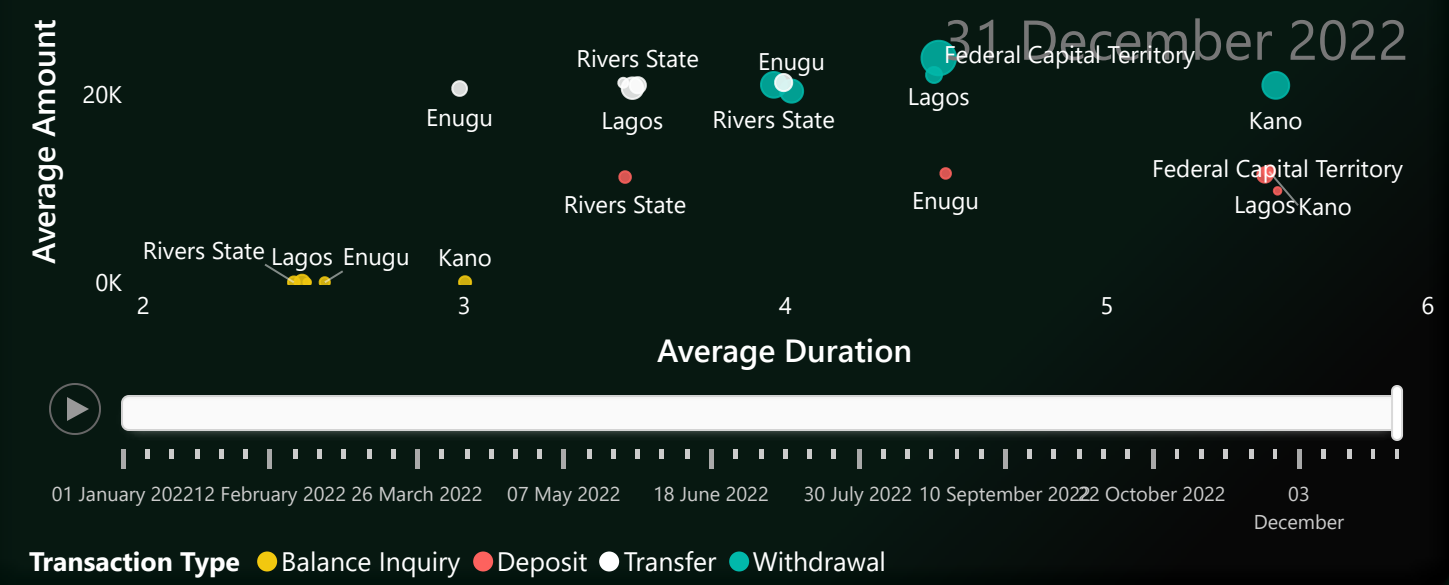 31 December 2022
Average Amount
20K
0K
Rivers State
Enugu
Federal Capital Territory
Enugu
Lagos
Rivers State
Lagos
Kano
Rivers State
Enugu
Federal Capital Territory
Lagos
Kano
Rivers State
Lagos
Enugu
Kano
2 3 4 5 6
Average Duration
01 January 2022 12 February 2022 26 March 2022 07 May 2022 18 June 2022 30 July 2022 10 September 2022 22 October 2022 03
December
Transaction Type Balance Inquiry Deposit Transfer Withdrawal